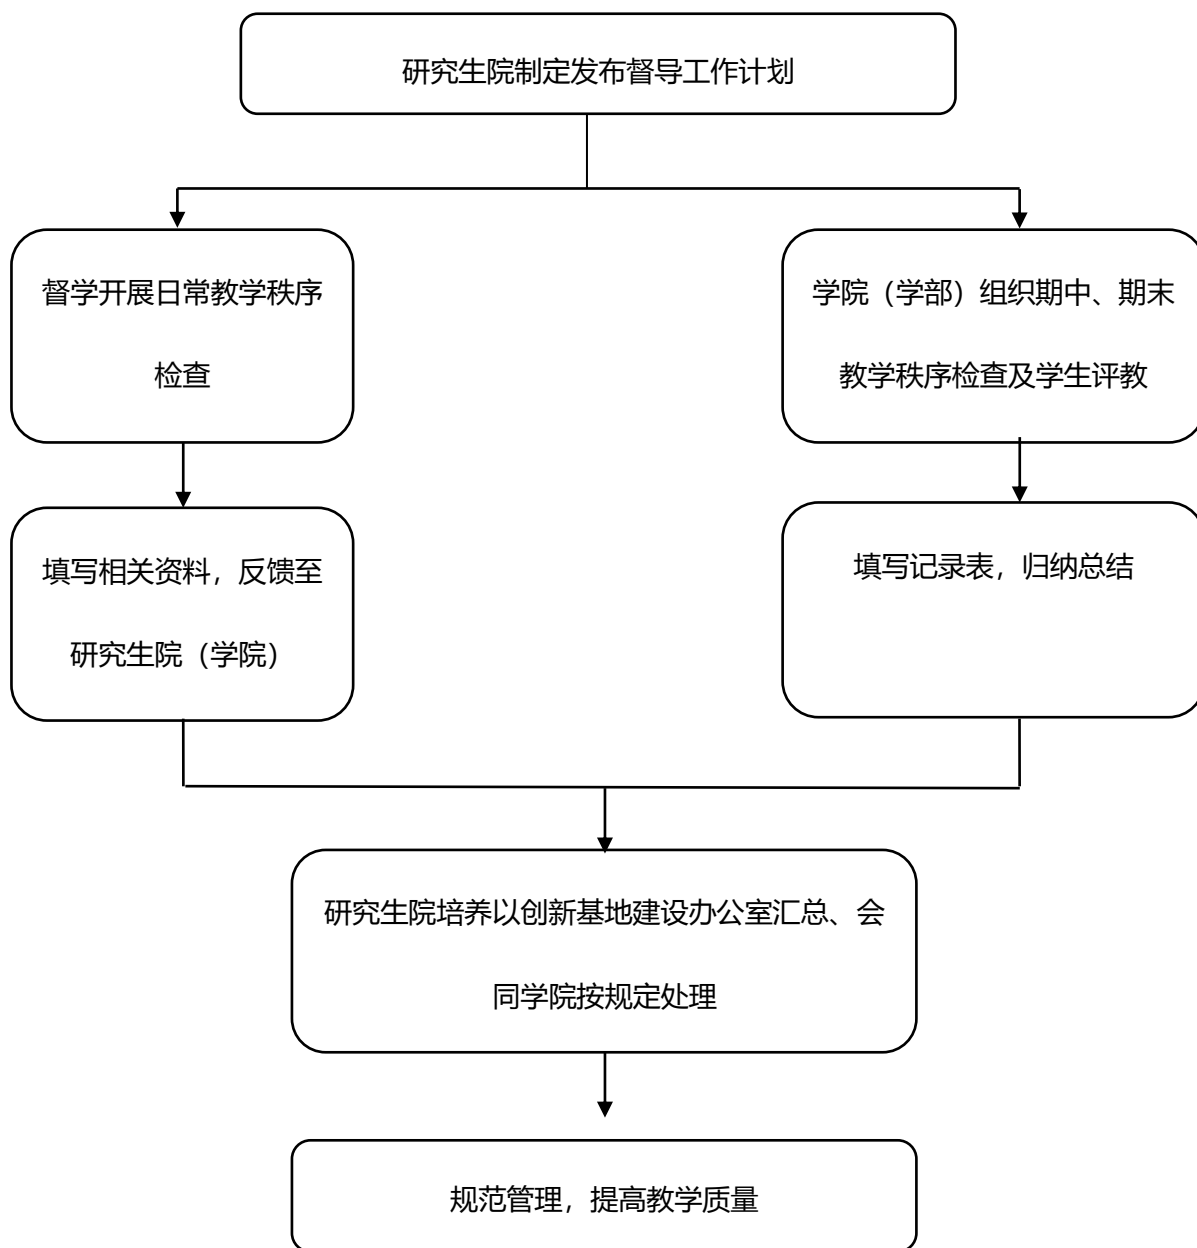 研究生院制定发布督导工作计划
督学开展日常教学秩序
检查
学院（学部）组织期中、期末
教学秩序检查及学生评教
填写相关资料，反馈至
研究生院（学院）
填写记录表，归纳总结
研究生院培养以创新基地建设办公室汇总、会
同学院按规定处理
规范管理，提高教学质量